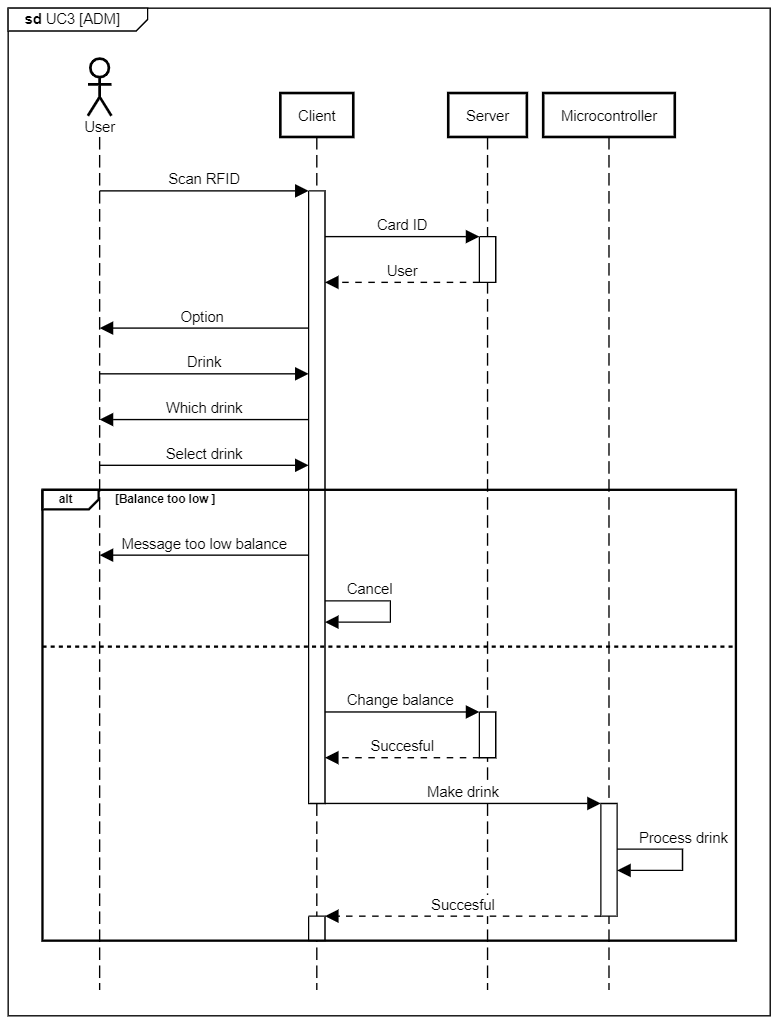 sd UC3 [ADM]
User
Client
Server
Microcontroller
Scan RFID
Card ID
User
Option
Drink
Which drink
Select drink
alt
[Balance too low ]
Message too low balance
Cancel
Change balance
Succesful
Make drink
Process drink
Succesful